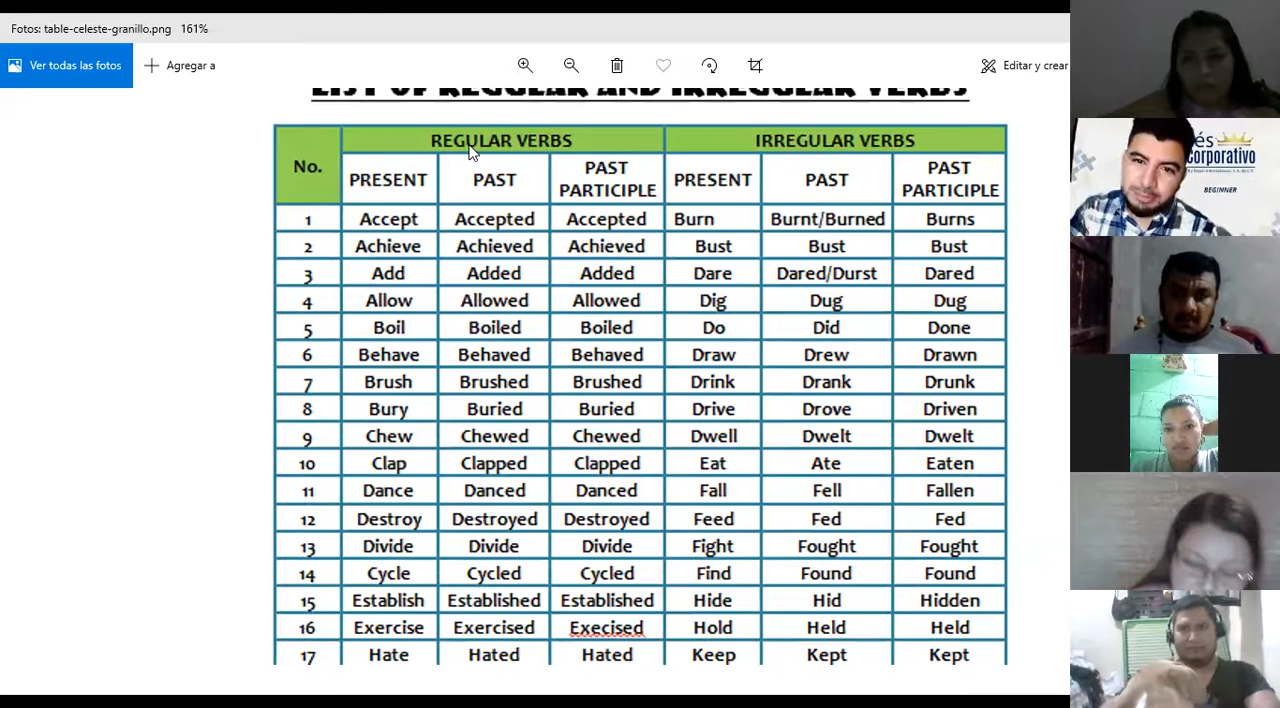 Fotos: table-celeste-granillo.png 161%
Ver todas las fotos Agregar a Editar y crear
LIST OF REGULAR AND IRREGULAR VERBS
No. REGULAR VERBS IRREGULAR VERBS
PRESENT PAST PAST PARTICIPLE PRESENT PAST PAST PARTICIPLE
1 Accept Accepted Accepted Burn Burnt/Burned Burns
2 Achieve Achieved Achieved Bust Bust Bust
3 Add Added Added Dare Dared/Durst Dared
4 Allow Allowed Allowed Dig Dug Dug
5 Boil Boiled Boiled Do Did Done
6 Behave Behaved Behaved Draw Drew Drawn
7 Brush Brushed Brushed Drink Drank Drunk
8 Bury Buried Buried Drive Drove Driven
9 Chew Chewed Chewed Dwell Dwelt Dwelt
10 Clap Clapped Clapped Eat Ate Eaten
11 Dance Danced Danced Fall Fell Fallen
12 Destroy Destroyed Destroyed Feed Fed Fed
13 Divide Divide Divide Fight Fought Fought
14 Cycle Cycled Cycled Find Found Found
15 Establish Established Established Hide Hid Hidden
16 Exercise Exercised Execised Hold Held Held
17 Hate Hated Hated Keep Kept Kept
és
corporativo
BEGINNER